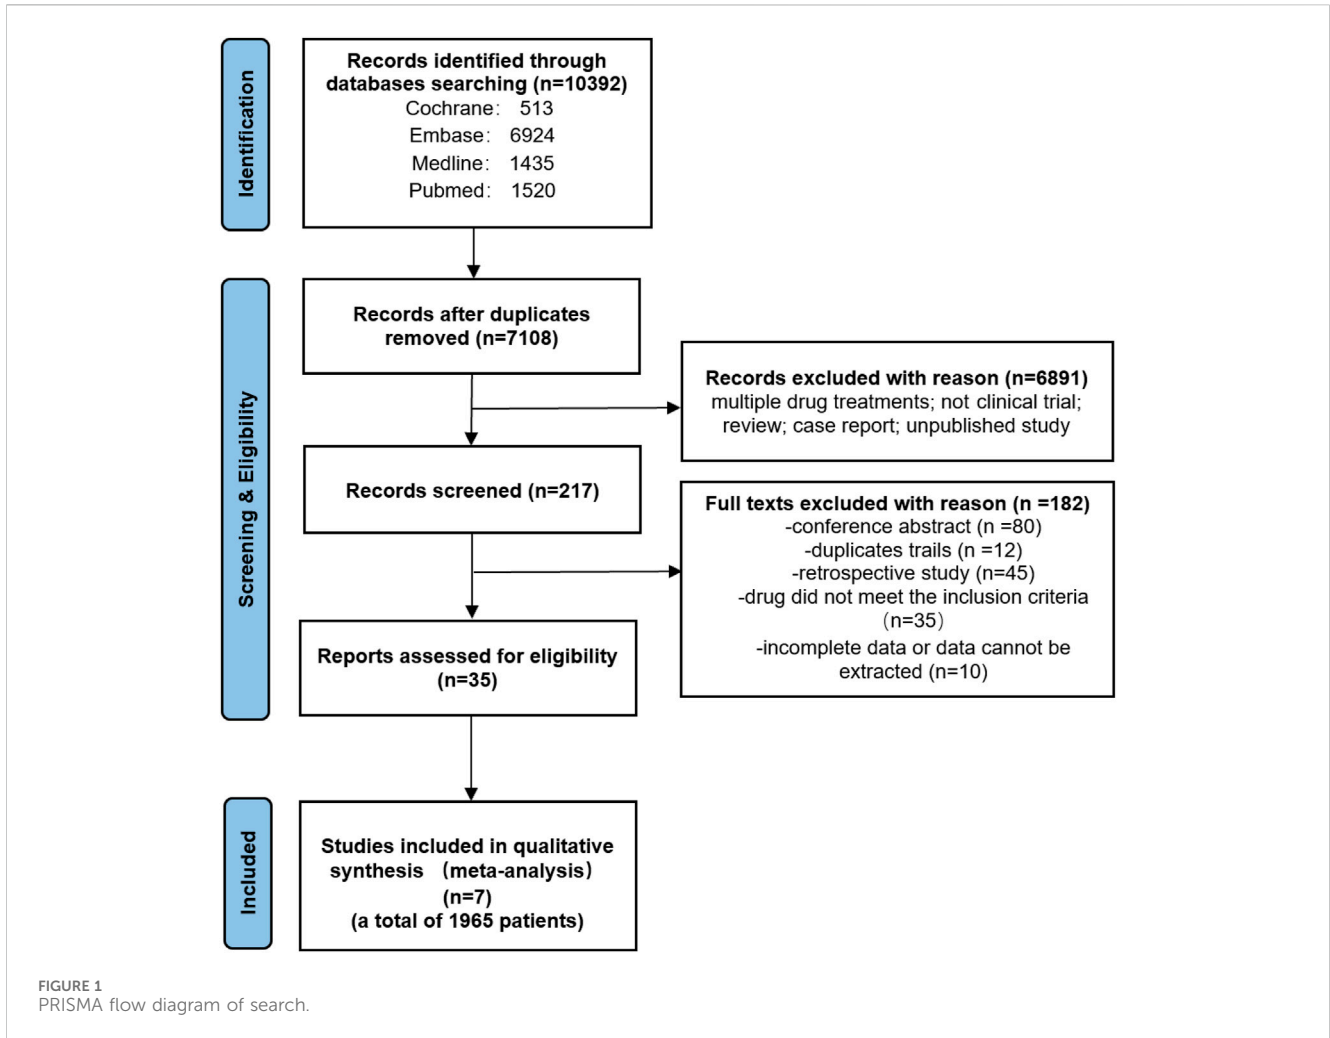 Identification
Records identified through
databases searching (n=10392)
Cochrane： 513
Embase： 6924
Medline： 1435
Pubmed： 1520
Screening & Eligibility
Records after duplicates
removed (n=7108)
Records excluded with reason (n=6891)
multiple drug treatments; not clinical trial;
review; case report; unpublished study
Records screened (n=217)
Full texts excluded with reason (n =182)
-conference abstract (n =80)
-duplicates trails (n =12)
-retrospective study (n=45)
-drug did not meet the inclusion criteria
（n=35）
-incomplete data or data cannot be
extracted (n=10)
Reports assessed for eligibility
(n=35)
Included
Studies included in qualitative
synthesis （meta-analysis）
(n=7)
(a total of 1965 patients)
FIGURE 1
PRISMA flow diagram of search.